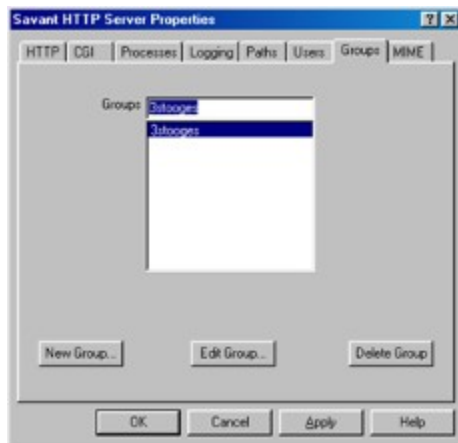 Savant HTTP Server Properties
HTTP CGI Processes Logging Paths Users Groups MIME
Groups 3stooges
3stooges
New Group... Edit Group... Delete Group
OK Cancel Apply Help